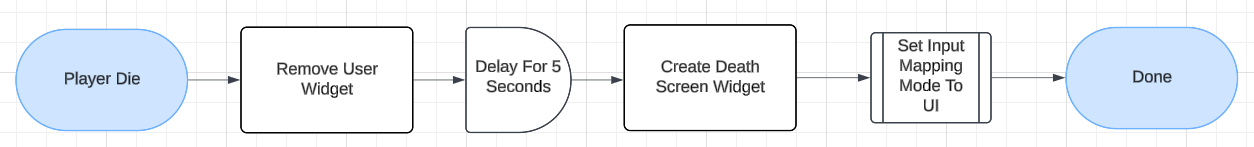 Player Die
Remove User
Widget
Delay For 5
Seconds
Create Death
Screen Widget
Set Input
Mapping
Mode To
UI
Done